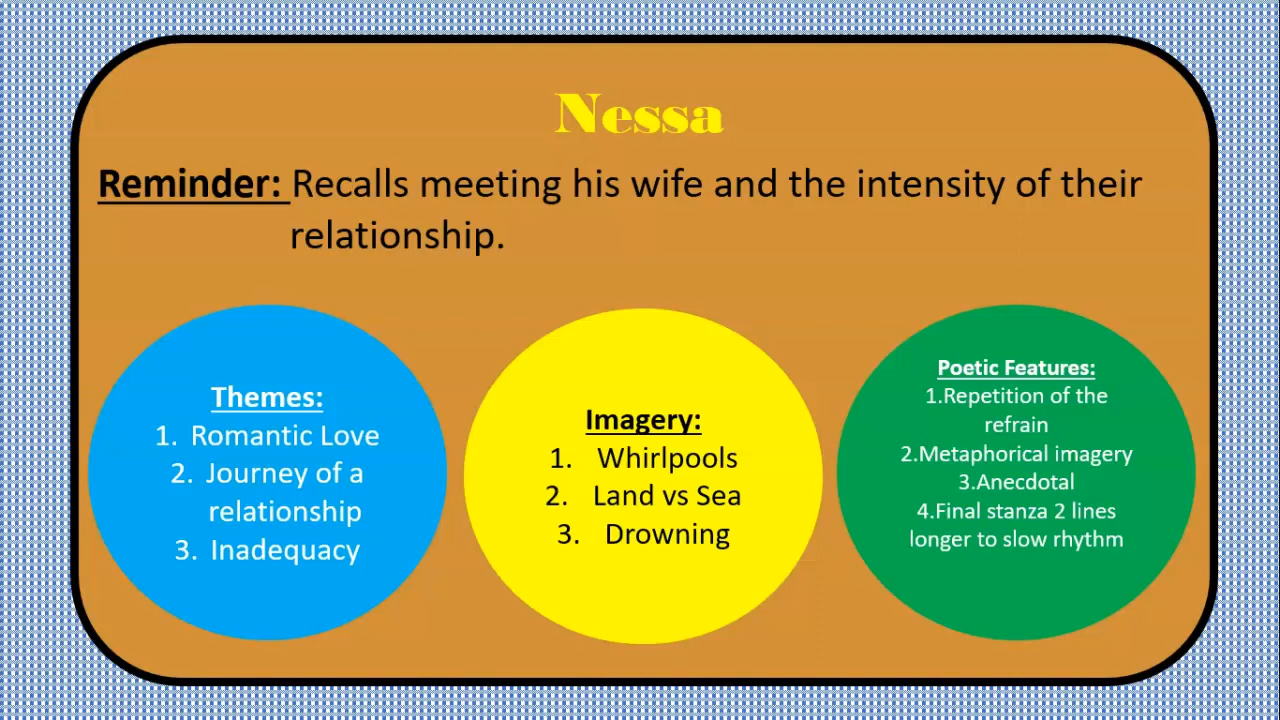 Nessa
Reminder: Recalls meeting his wife and the intensity of their
relationship.
Themes:
1. Romantic Love
2. Journey of a
relationship
3. Inadequacy
Imagery:
1. Whirlpools
2. Land vs Sea
3. Drowning
Poetic Features:
1.Repetition of the
refrain
2.Metaphorical imagery
3.Anecdotal
4.Final stanza 2 lines
longer to slow rhythm